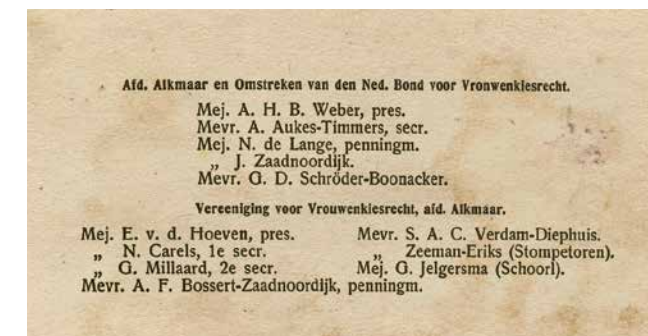 Afd. Alkmaar en Omstreken van den Ned. Bond voor Vronwenkiesrecht.
Mej. A. H. B. Weber, pres.
Mevr. A. Aukes-Timmers, secr.
Mej. N. de Lange, penningm.
„ J. Zaadnoordijk.
Mevr. G. D. Schröder-Boonacker.
Vereeniging voor Vrouwenkiesrecht, afd. Alkmaar.
Mej. E. v. d. Hoeven, pres.
„ N. Carels, 1e secr.
„ G. Millaard, 2e secr.
Mevr. A. F. Bossert-Zaadnoordijk, penningm.
Mevr. S. A. C. Verdam-Diephuis.
„ Zeeman-Eriks (Stompetoren).
Mej. G. Jelgersma (Schoorl).